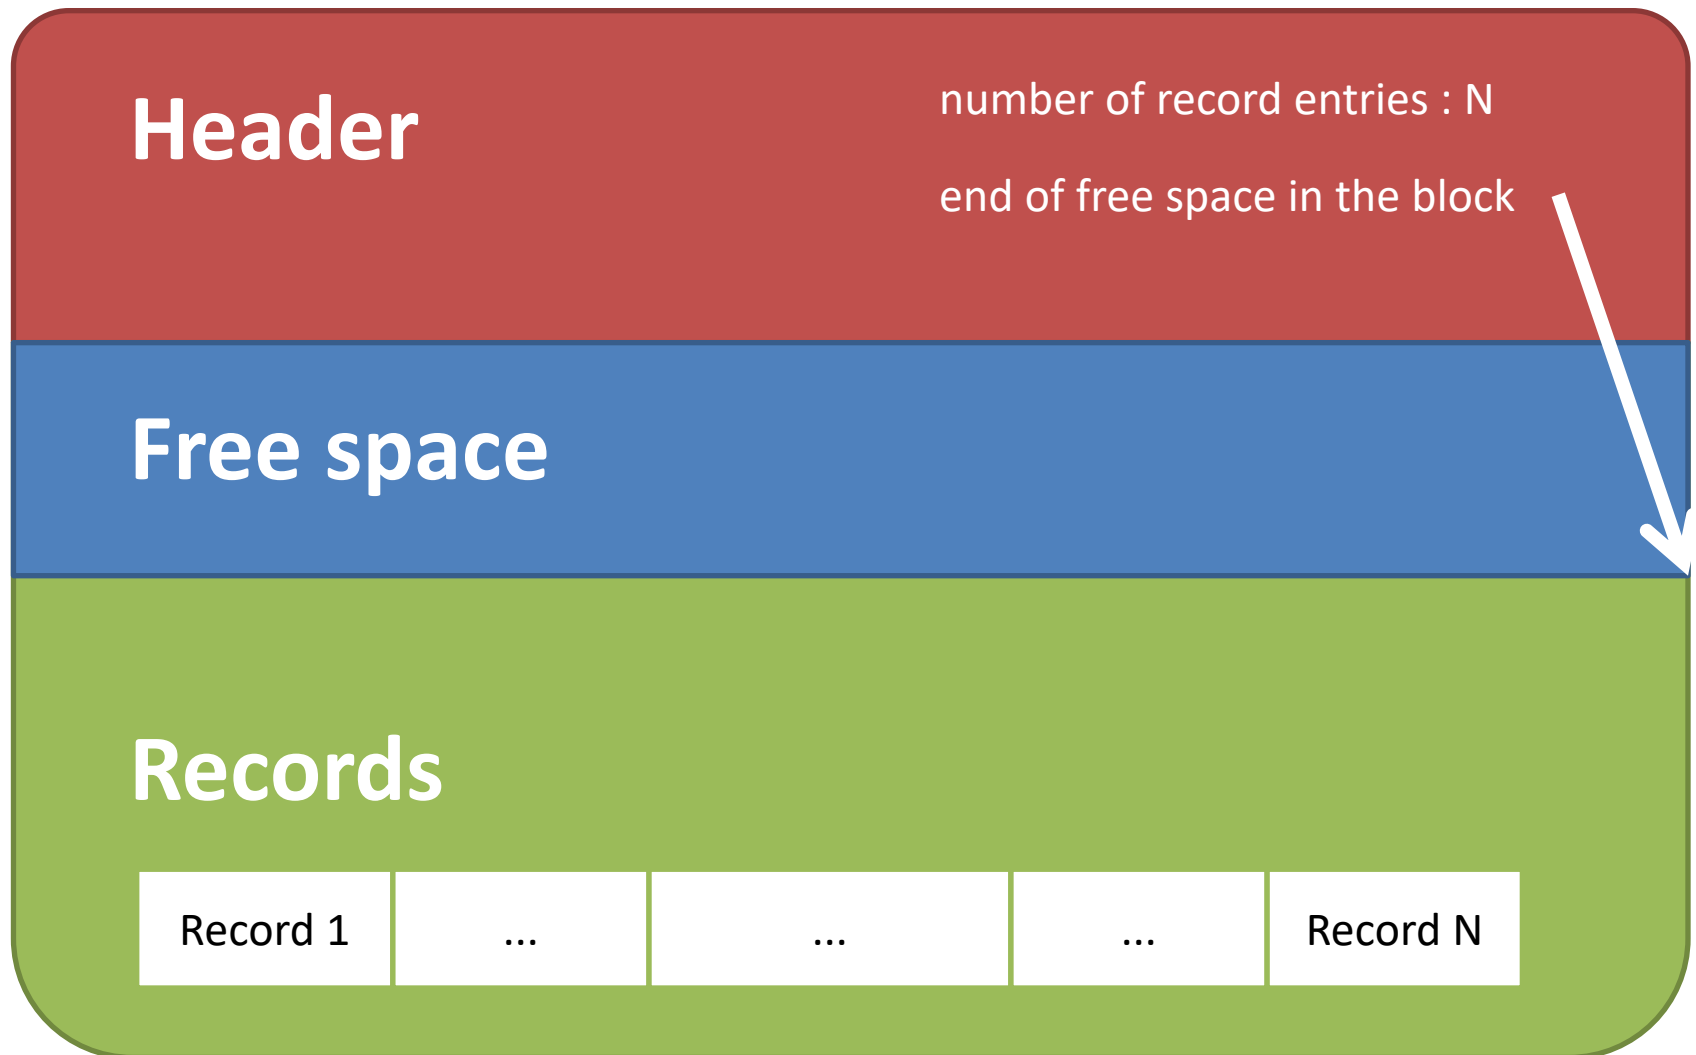 Header
number of record entries : N
end of free space in the block
Free space
Records
Record 1 ... ... ... Record N